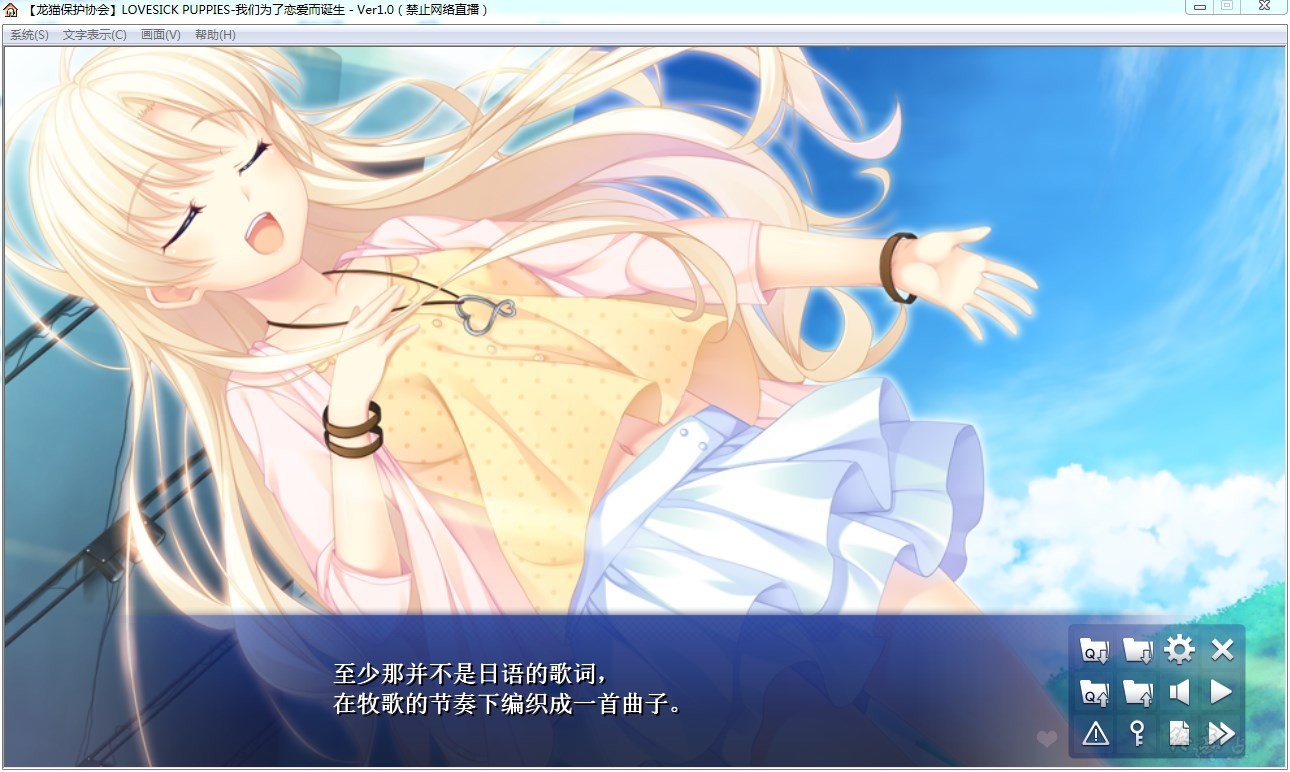 【龙猫保护协会】LOVESICK PUPPIES-我们为了恋爱而诞生 - Ver1.0 ( 禁止网络直播 )
系统(S) 文字表示(C) 画面(V) 帮助(H)
至少那并不是日语的歌词，
在牧歌的节奏下编织成一首曲子。
Q
Q